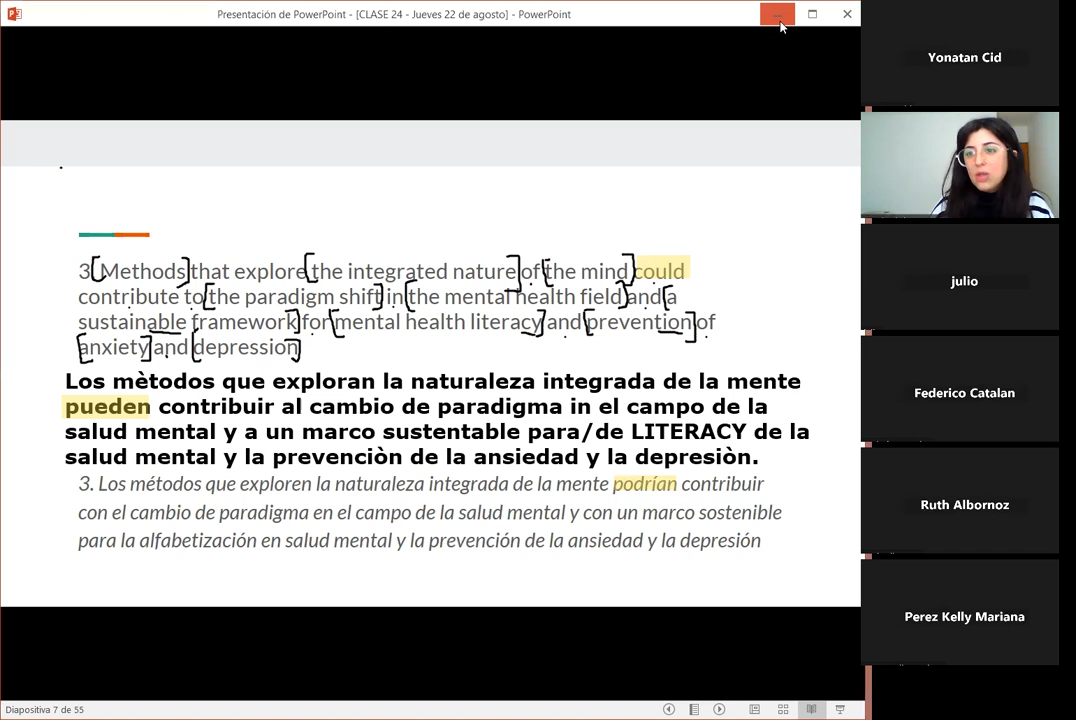 Presentación de PowerPoint - [CLASE 24 - Jueves 22 de agosto] - PowerPoint
Yonatan Cid
3. Methods that explore the integrated nature of the mind could
contribute to the paradigm shift in the mental health field and a
sustainable framework for mental health literacy and prevention of
anxiety and depression
Los mètodos que exploran la naturaleza integrada de la mente
pueden contribuir al cambio de paradigma in el campo de la
salud mental y a un marco sustentable para/de LITERACY de la
salud mental y la prevenciòn de la ansiedad y la depresiòn.
3. Los métodos que exploren la naturaleza integrada de la mente podrían contribuir
con el cambio de paradigma en el campo de la salud mental y con un marco sostenible
para la alfabetización en salud mental y la prevención de la ansiedad y la depresión
julio
Federico Catalan
Ruth Albornoz
Perez Kelly Mariana
Diapositiva 7 de 55